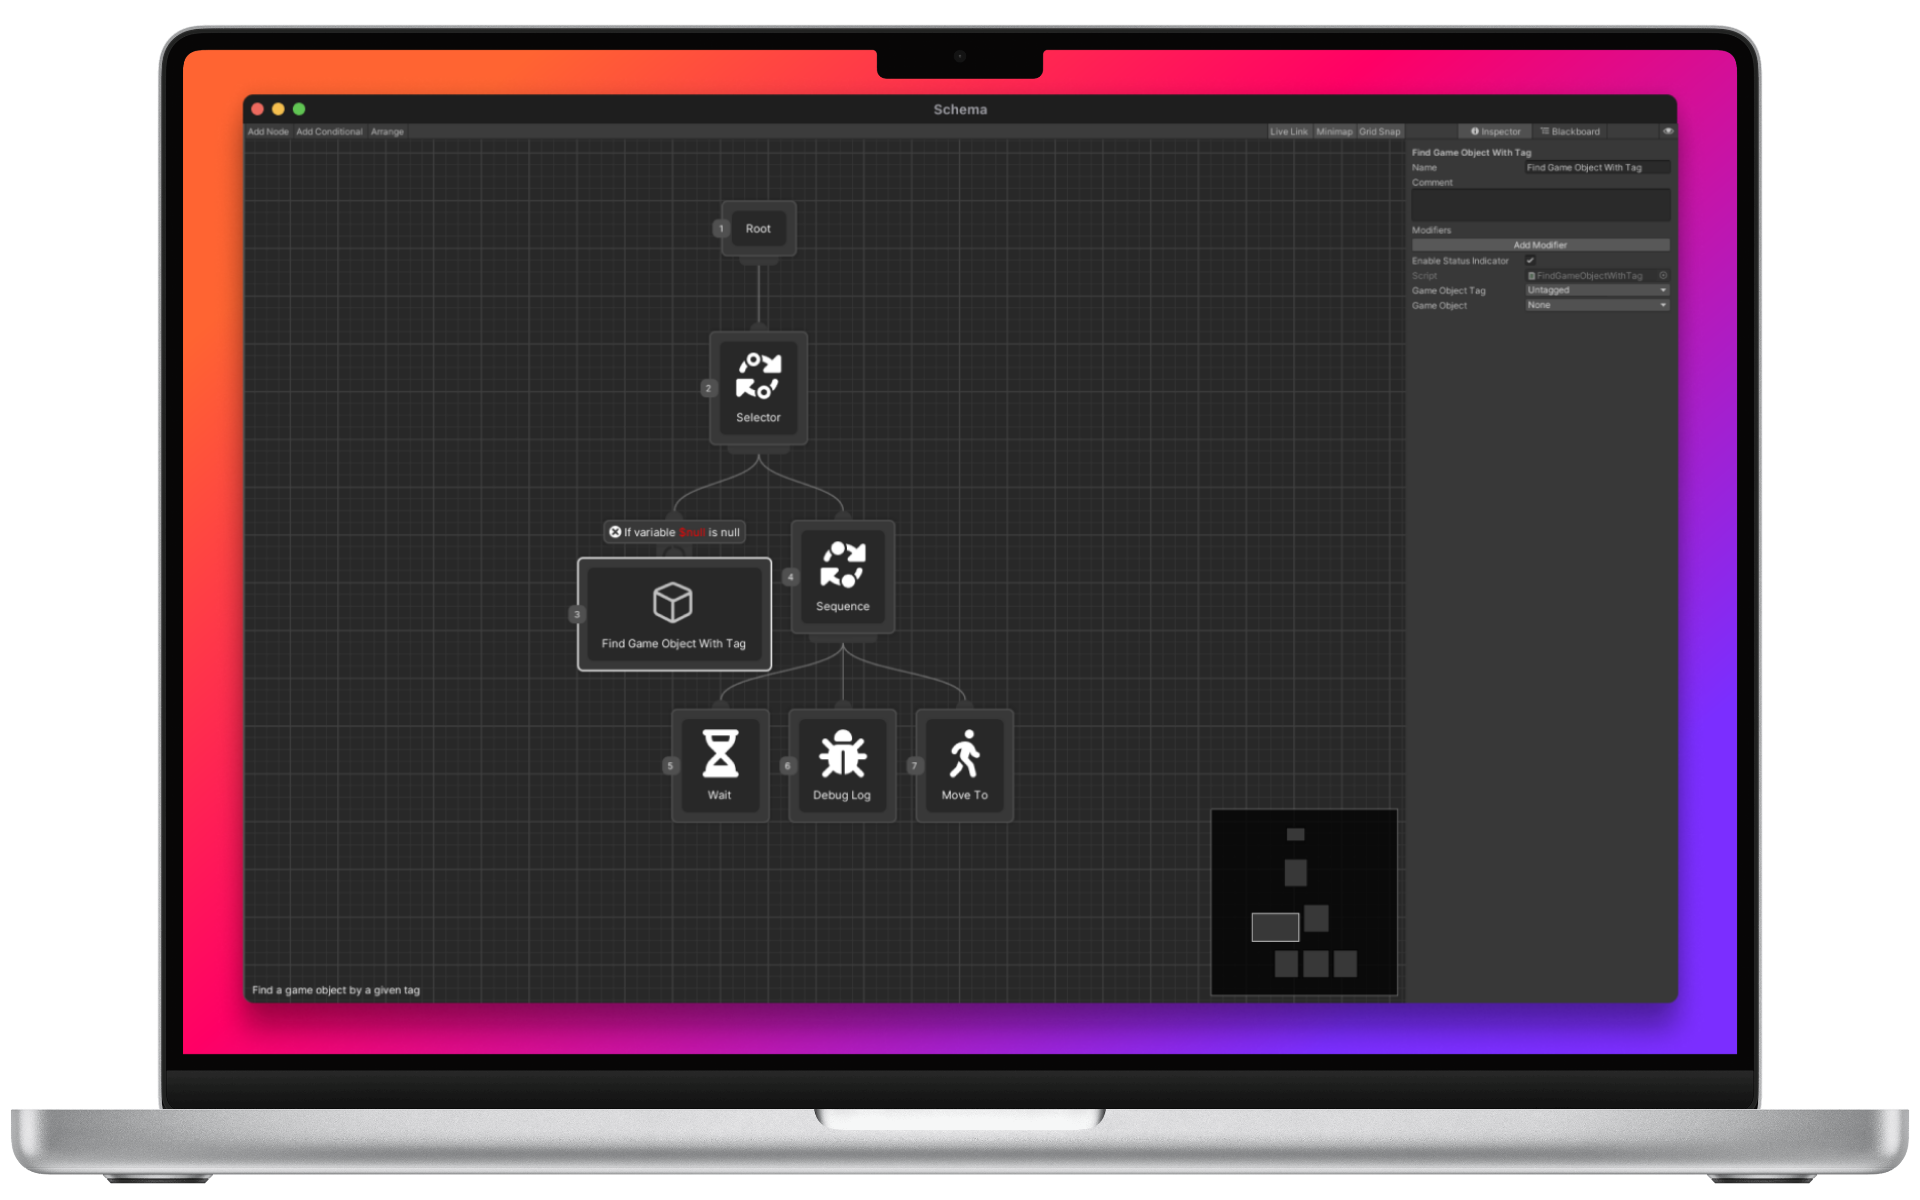 Schema
Add Node Add Conditional Arrange
Live Link Minimap Grid Snap
Inspector Blackboard
Find Game Object With Tag
Name Find Game Object With Tag
Comment
Modifiers
Add Modifier
Enable Status Indicator
Script FindGameObjectWithTag
Game Object Tag Untagged
Game Object None
1 Root
2 Selector
If variable $null is null
3 Find Game Object With Tag
4 Sequence
5 Wait
6 Debug Log
7 Move To
Find a game object by a given tag